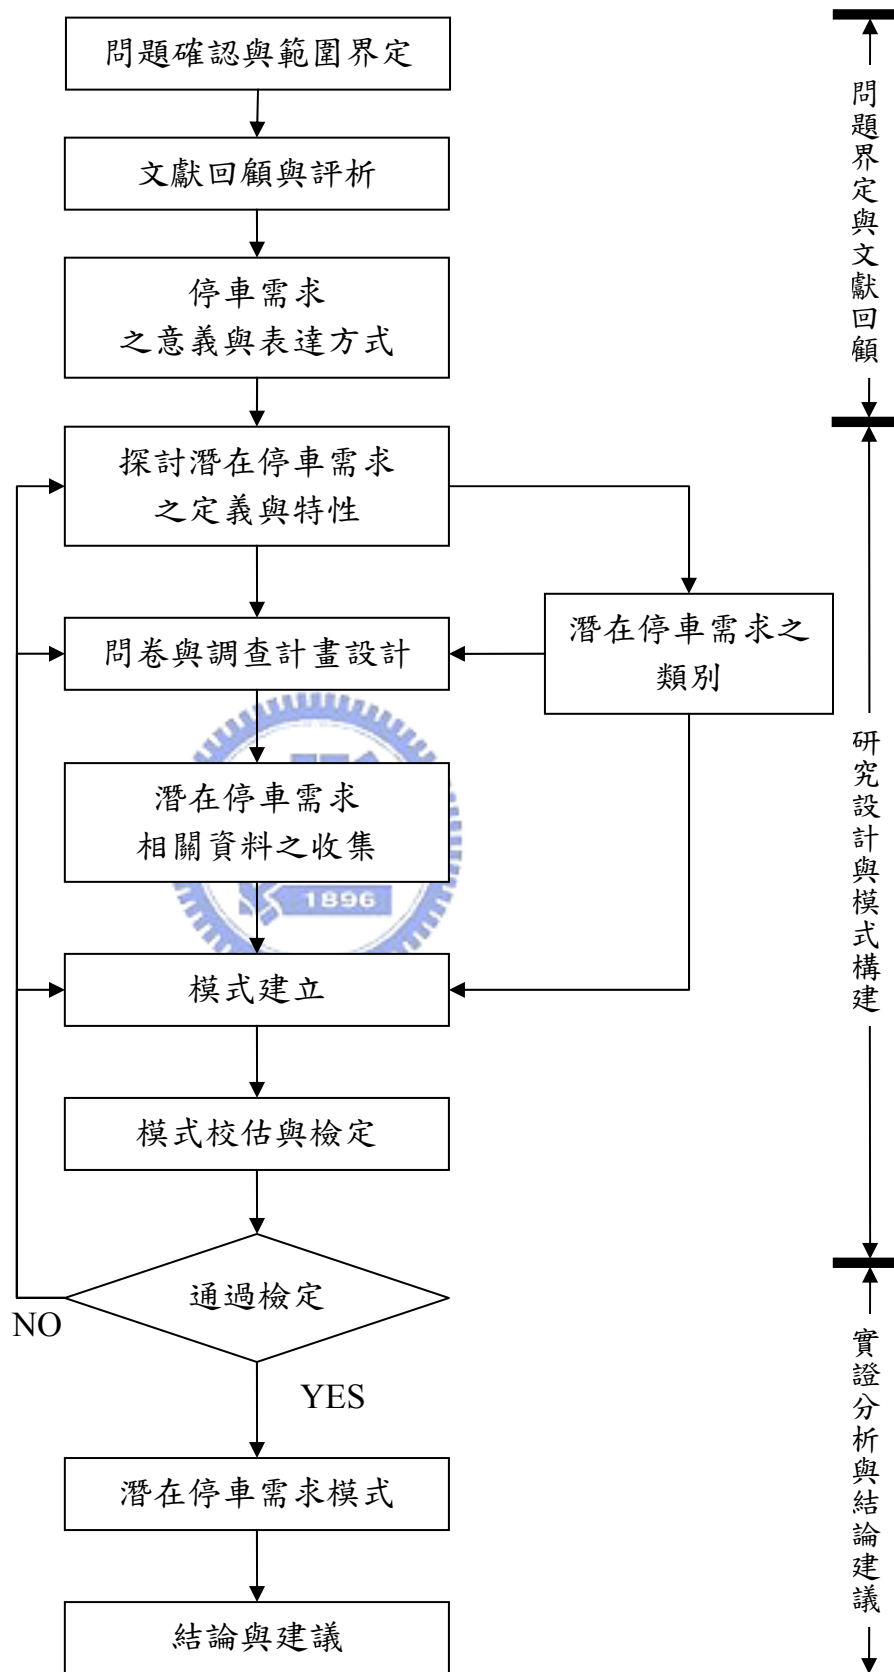 問題確認與範圍界定
文獻回顧與評析
停車需求
之意義與表達方式
探討潛在停車需求
之定義與特性
問卷與調查計畫設計
潛在停車需求之
類別
潛在停車需求
相關資料之收集
1896
模式建立
模式校估與檢定
通過檢定
NO
YES
潛在停車需求模式
結論與建議
問題界定與文獻回顧
研究設計與模式構建
實證分析與結論建議